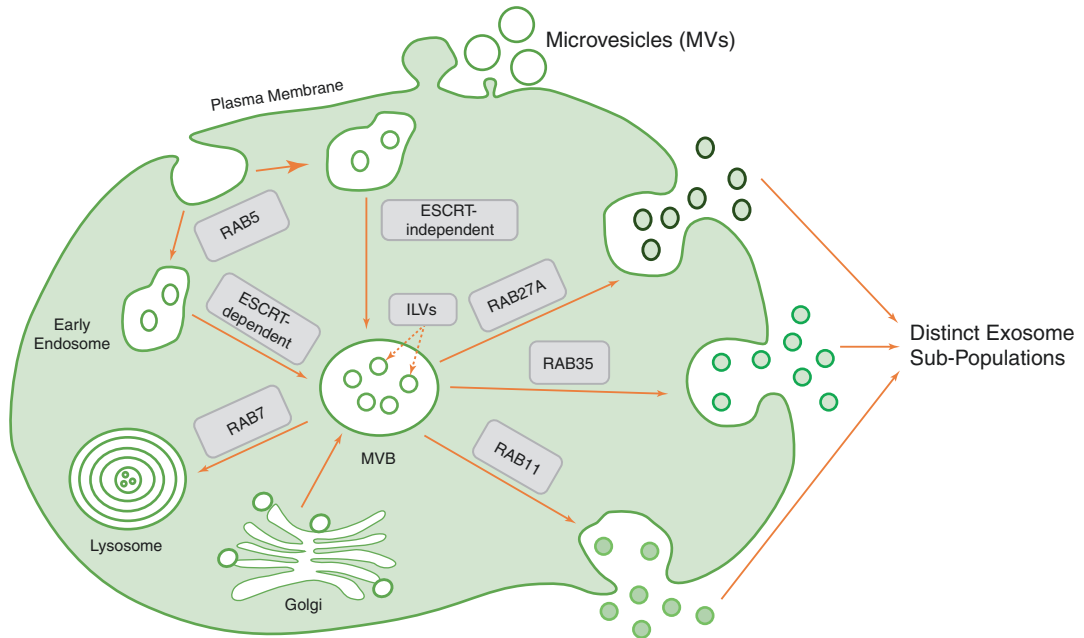 Microvesicles (MVs)
Plasma Membrane
RAB5
ESCRT-
independent
Early
Endosome
ESCRT-
dependent
ILVs
RAB27A
RAB35
Distinct Exosome
Sub-Populations
RAB7
MVB
RAB11
Lysosome
Golgi